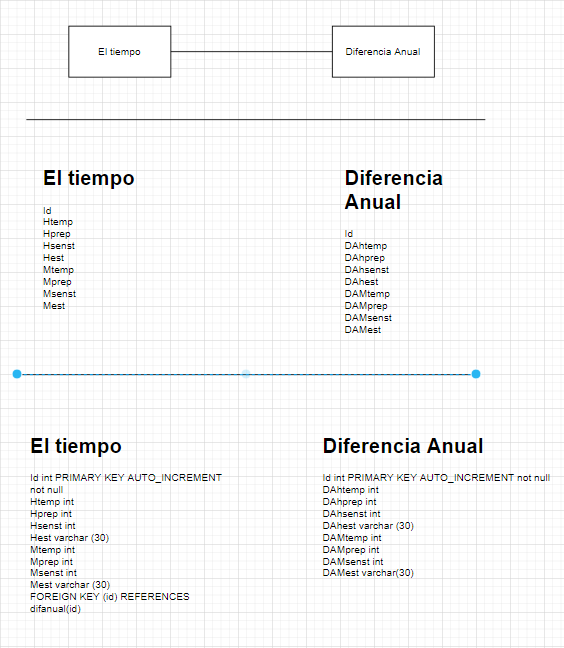 El tiempo
Diferencia Anual
El tiempo
Id
Htemp
Hprep
Hsenst
Hest
Mtemp
Mprep
Msenst
Mest
Diferencia
Anual
Id
DAhtemp
DAhprep
DAhsenst
DAhest
DAMtemp
DAMprep
DAMsenst
DAMest
El tiempo
Id int PRIMARY KEY AUTO_INCREMENT
not null
Htemp int
Hprep int
Hsenst int
Hest varchar (30)
Mtemp int
Mprep int
Msenst int
Mest varchar (30)
FOREIGN KEY (id) REFERENCES
difanual(id)
Diferencia Anual
Id int PRIMARY KEY AUTO_INCREMENT not null
DAhtemp int
DAhprep int
DAhsenst int
DAhest varchar (30)
DAMtemp int
DAMprep int
DAMsenst int
DAMest varchar(30)